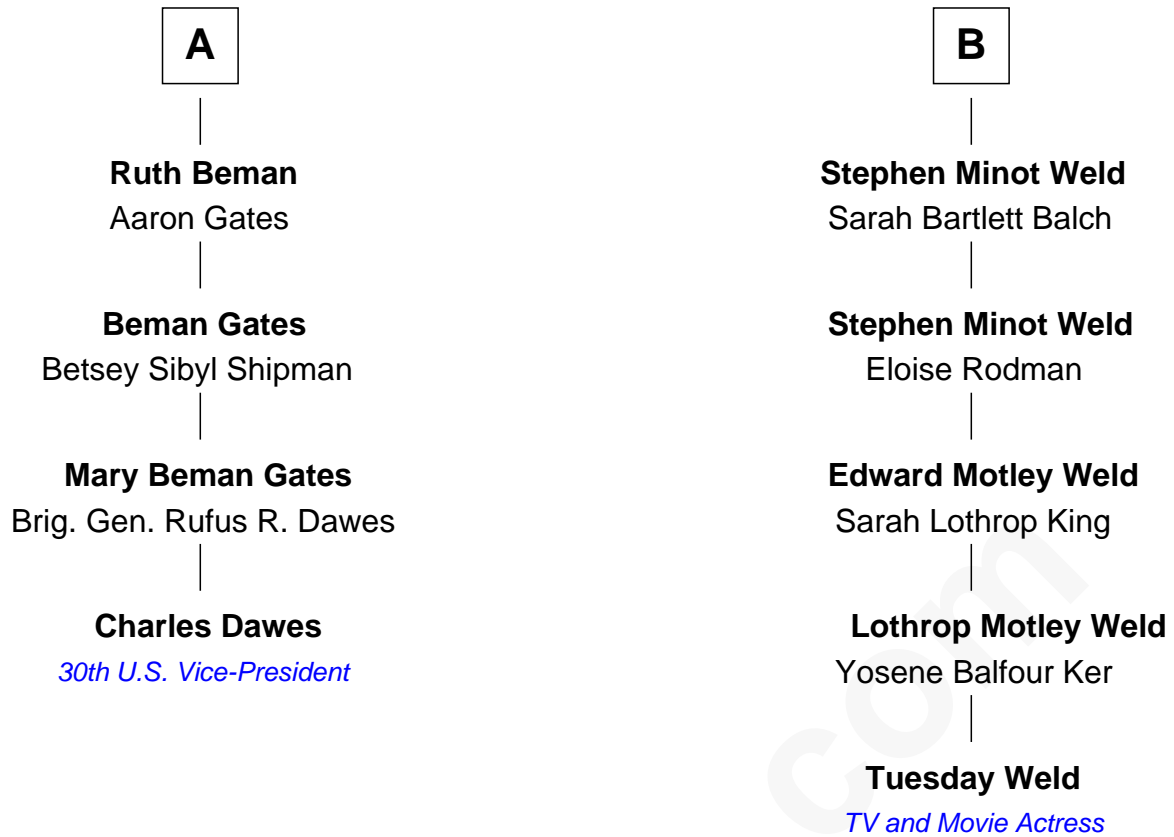 A
Ruth Beman
Aaron Gates
Beman Gates
Betsey Sibyl Shipman
Mary Beman Gates
Brig. Gen. Rufus R. Dawes
Charles Dawes
30th U.S. Vice-President
B
Stephen Minot Weld
Sarah Bartlett Balch
Stephen Minot Weld
Eloise Rodman
Edward Motley Weld
Sarah Lothrop King
Lothrop Motley Weld
Yosene Balfour Ker
Tuesday Weld
TV and Movie Actress
com